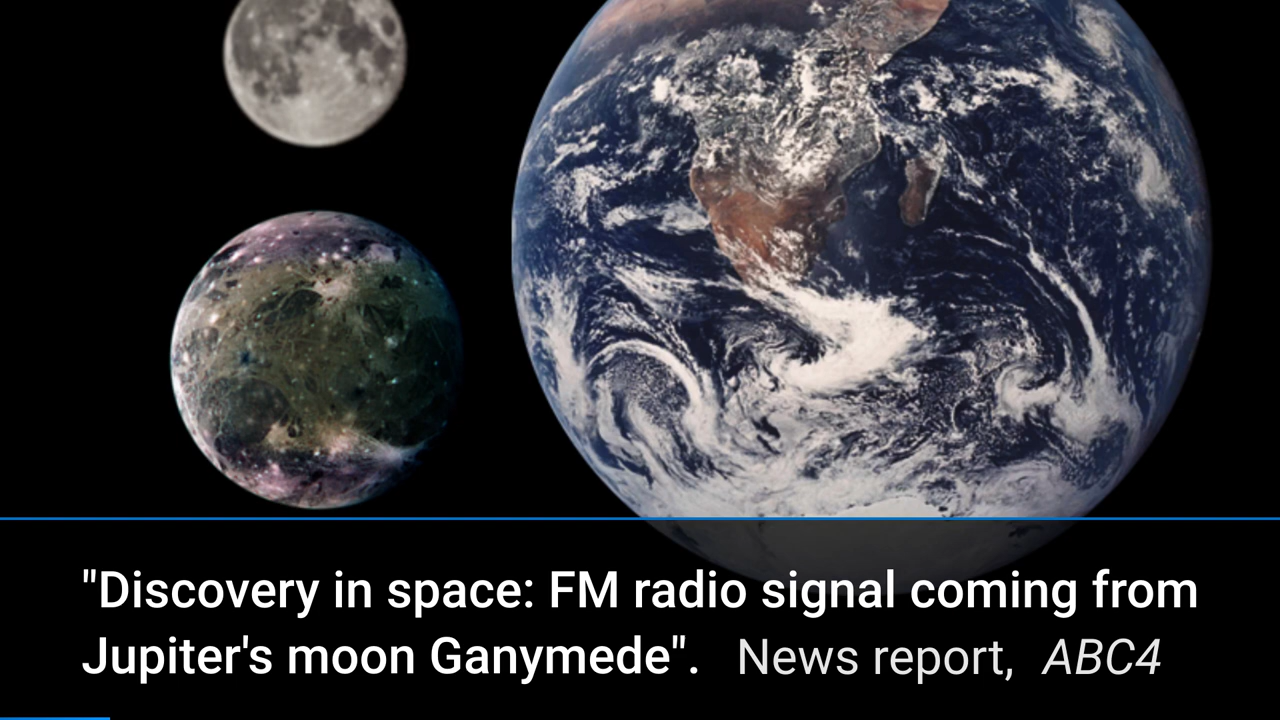 "Discovery in space: FM radio signal coming from
Jupiter's moon Ganymede". News report, ABC4